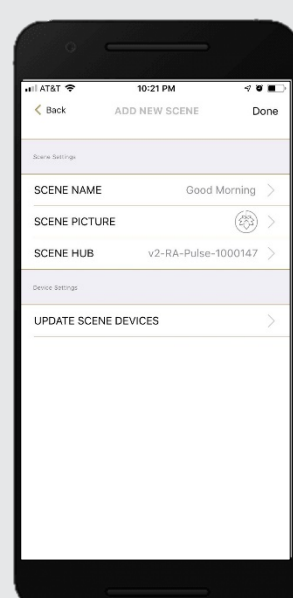 AT&T 10:21 PM
Back ADD NEW SCENE Done
Scene Settings
SCENE NAME Good Morning
SCENE PICTURE
SCENE HUB v2-RA-Pulse-1000147
Device Settings
UPDATE SCENE DEVICES